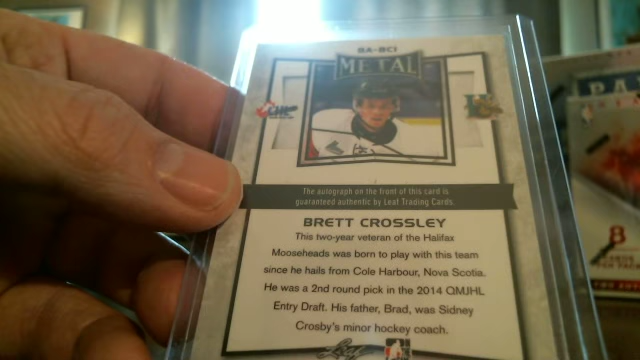 BA-BC1
METAL
CHL
The autograph on the front of this card is
guaranteed authentic by Leaf Trading Cards.
BRETT CROSSLEY
This two-year veteran of the Halifax
Mooseheads was born to play with this team
since he hails from Cole Harbour, Nova Scotia.
He was a 2nd round pick in the 2014 QMJHL
Entry Draft. His father, Brad, was Sidney
Crosby's minor hockey coach.
Leaf
8